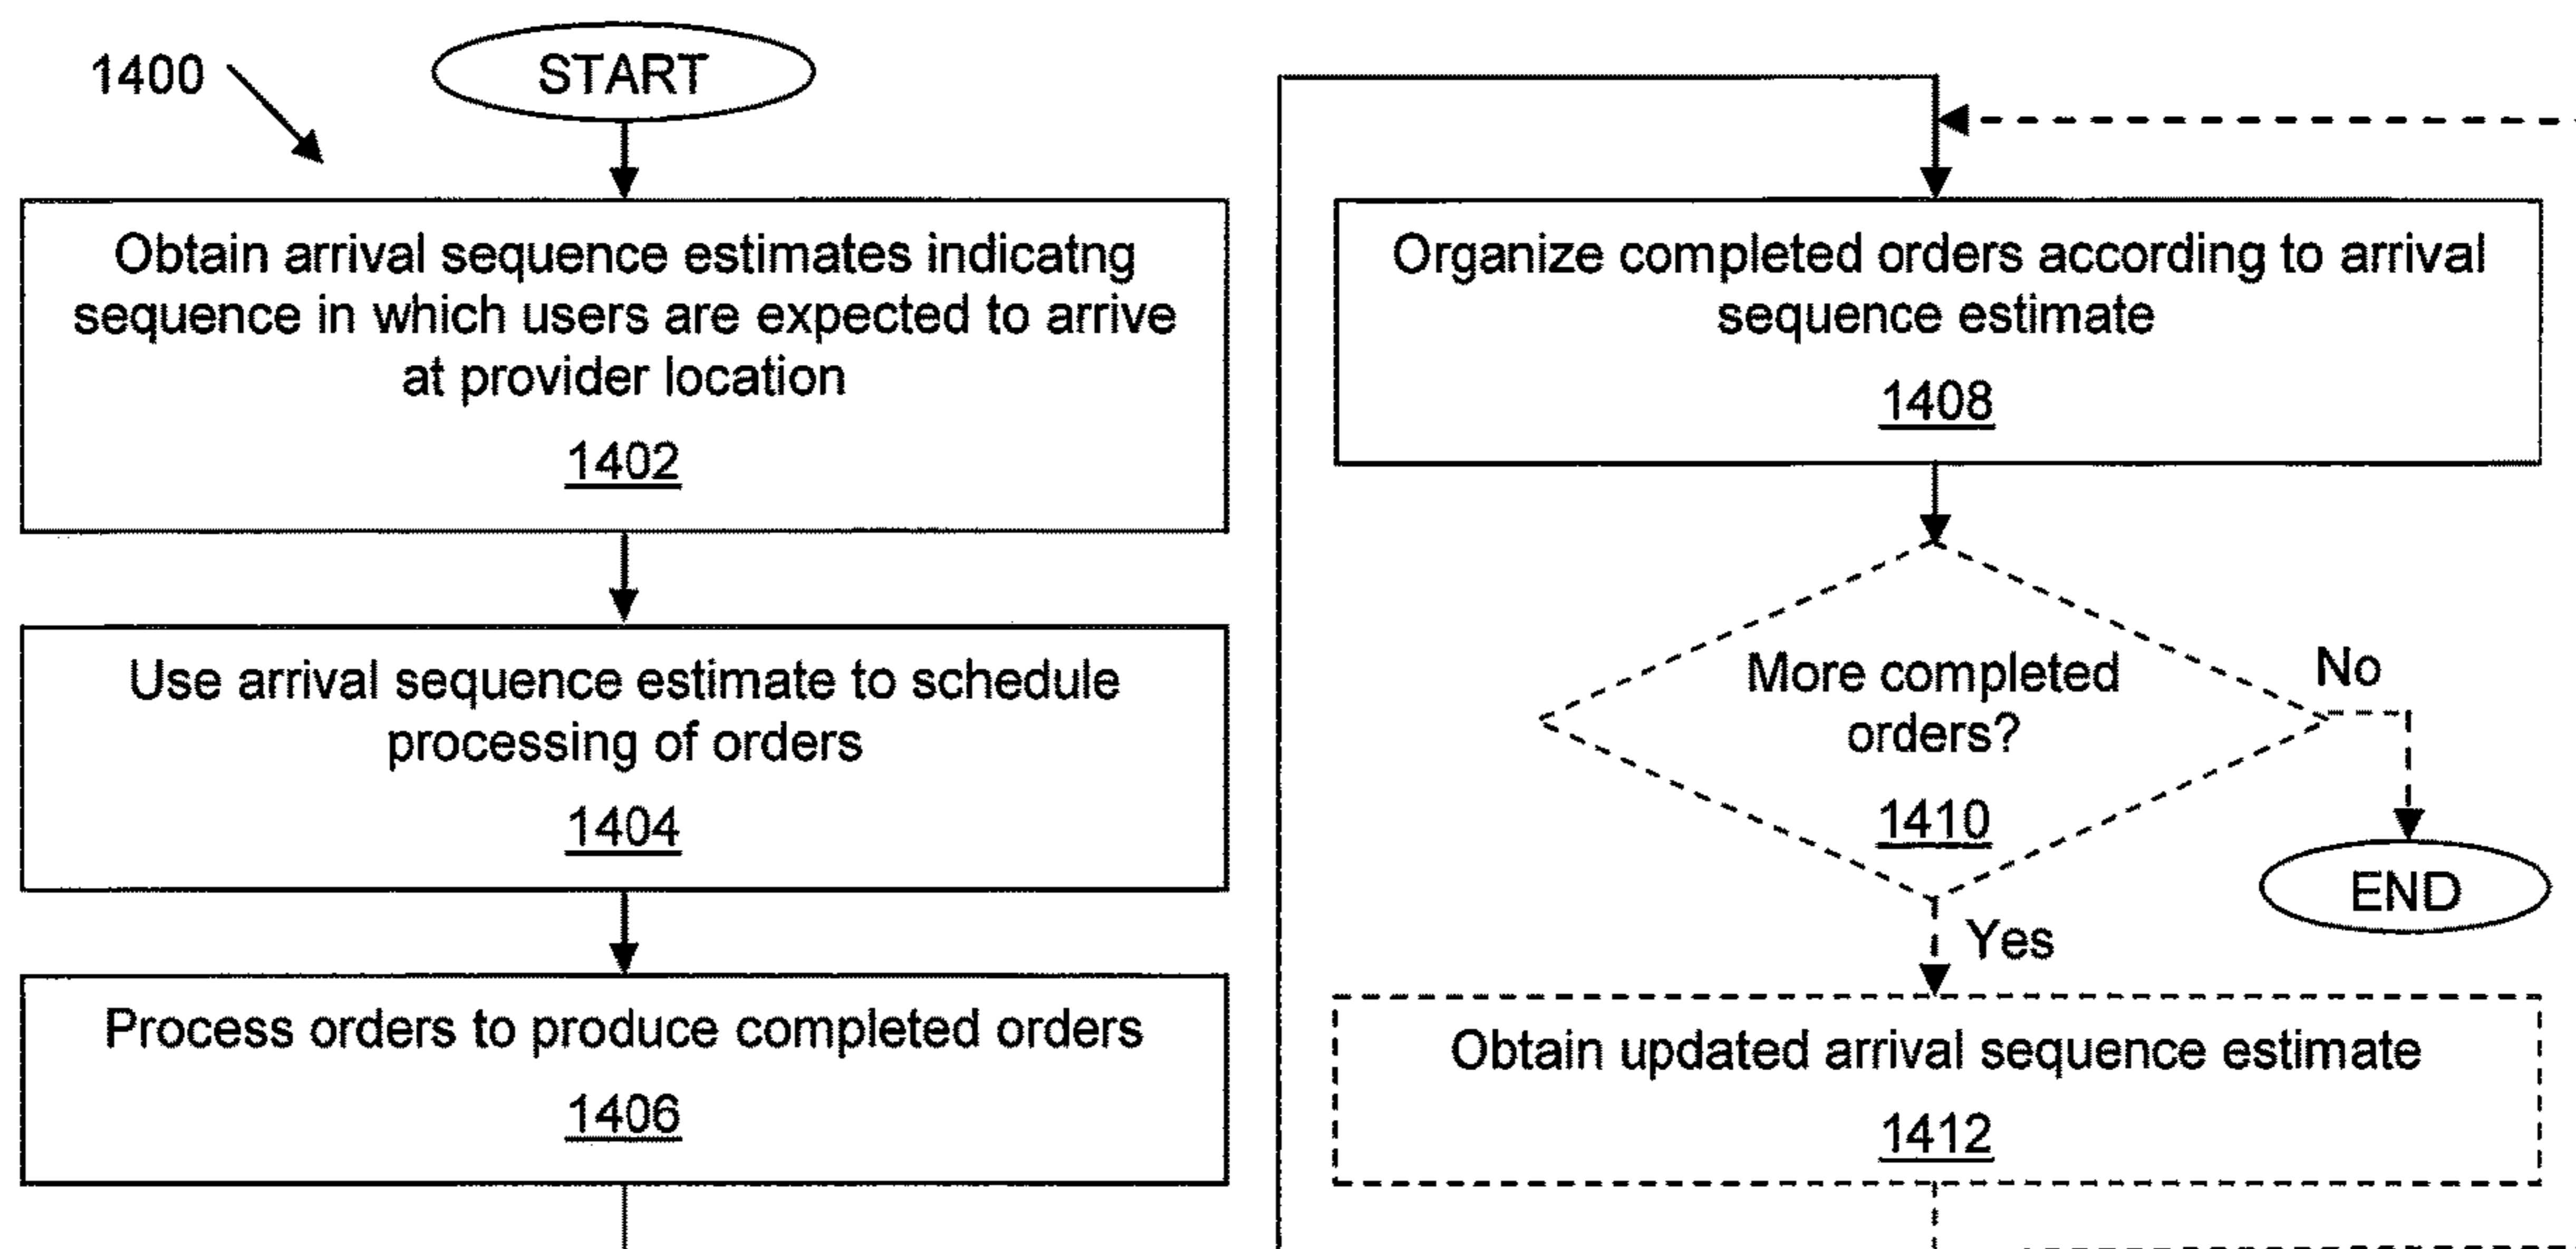 1400
START
Obtain arrival sequence estimates indicatng
sequence in which users are expected to arrive
at provider location
1402
Use arrival sequence estimate to schedule
processing of orders
1404
Process orders to produce completed orders
1406
Organize completed orders according to arrival
sequence estimate
1408
More completed
orders?
1410
No
END
Yes
Obtain updated arrival sequence estimate
1412